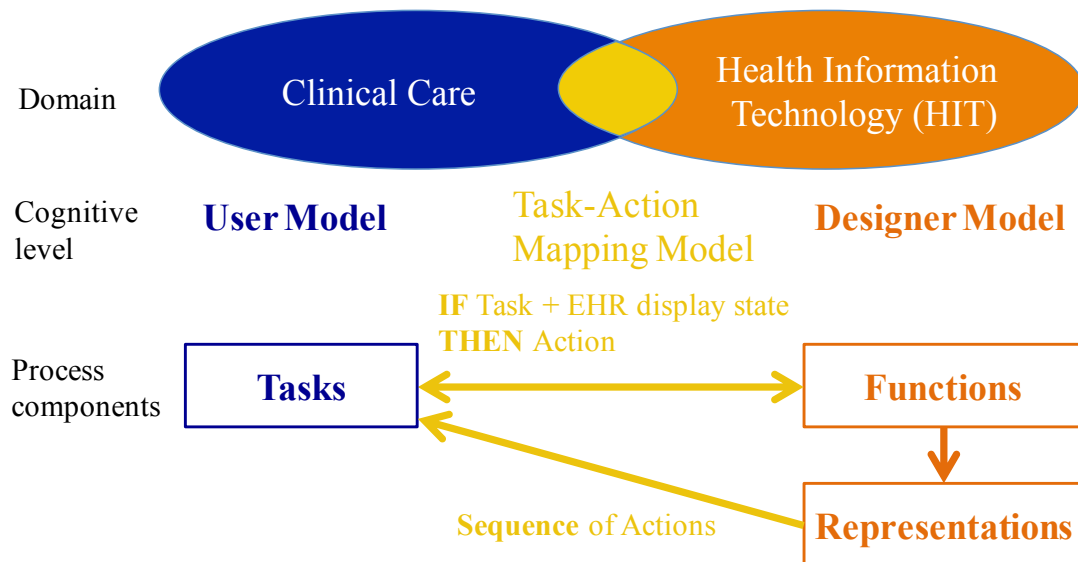 Domain
Clinical Care
Health Information
Technology (HIT)
Cognitive
level
User Model
Task-Action
Mapping Model
Designer Model
IF Task + EHR display state
THEN Action
Process
components
Tasks
Functions
Sequence of Actions
Representations